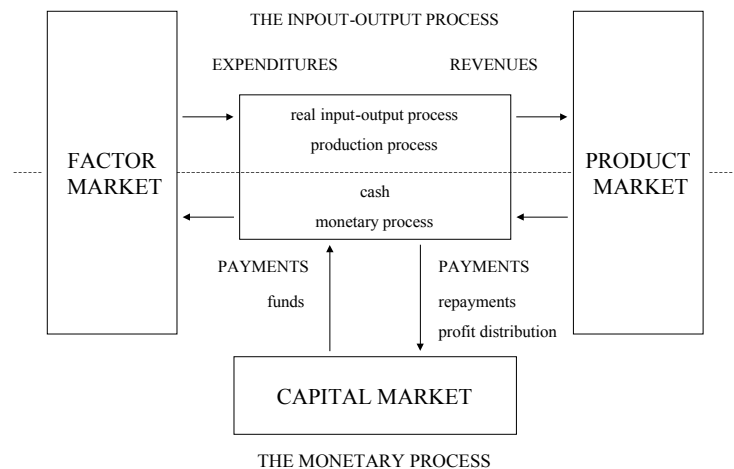 THE INPOUT-OUTPUT PROCESS
EXPENDITURES
REVENUES
real input-output process
production process
FACTOR
MARKET
PRODUCT
MARKET
cash
monetary process
PAYMENTS
funds
PAYMENTS
repayments
profit distribution
CAPITAL MARKET
THE MONETARY PROCESS